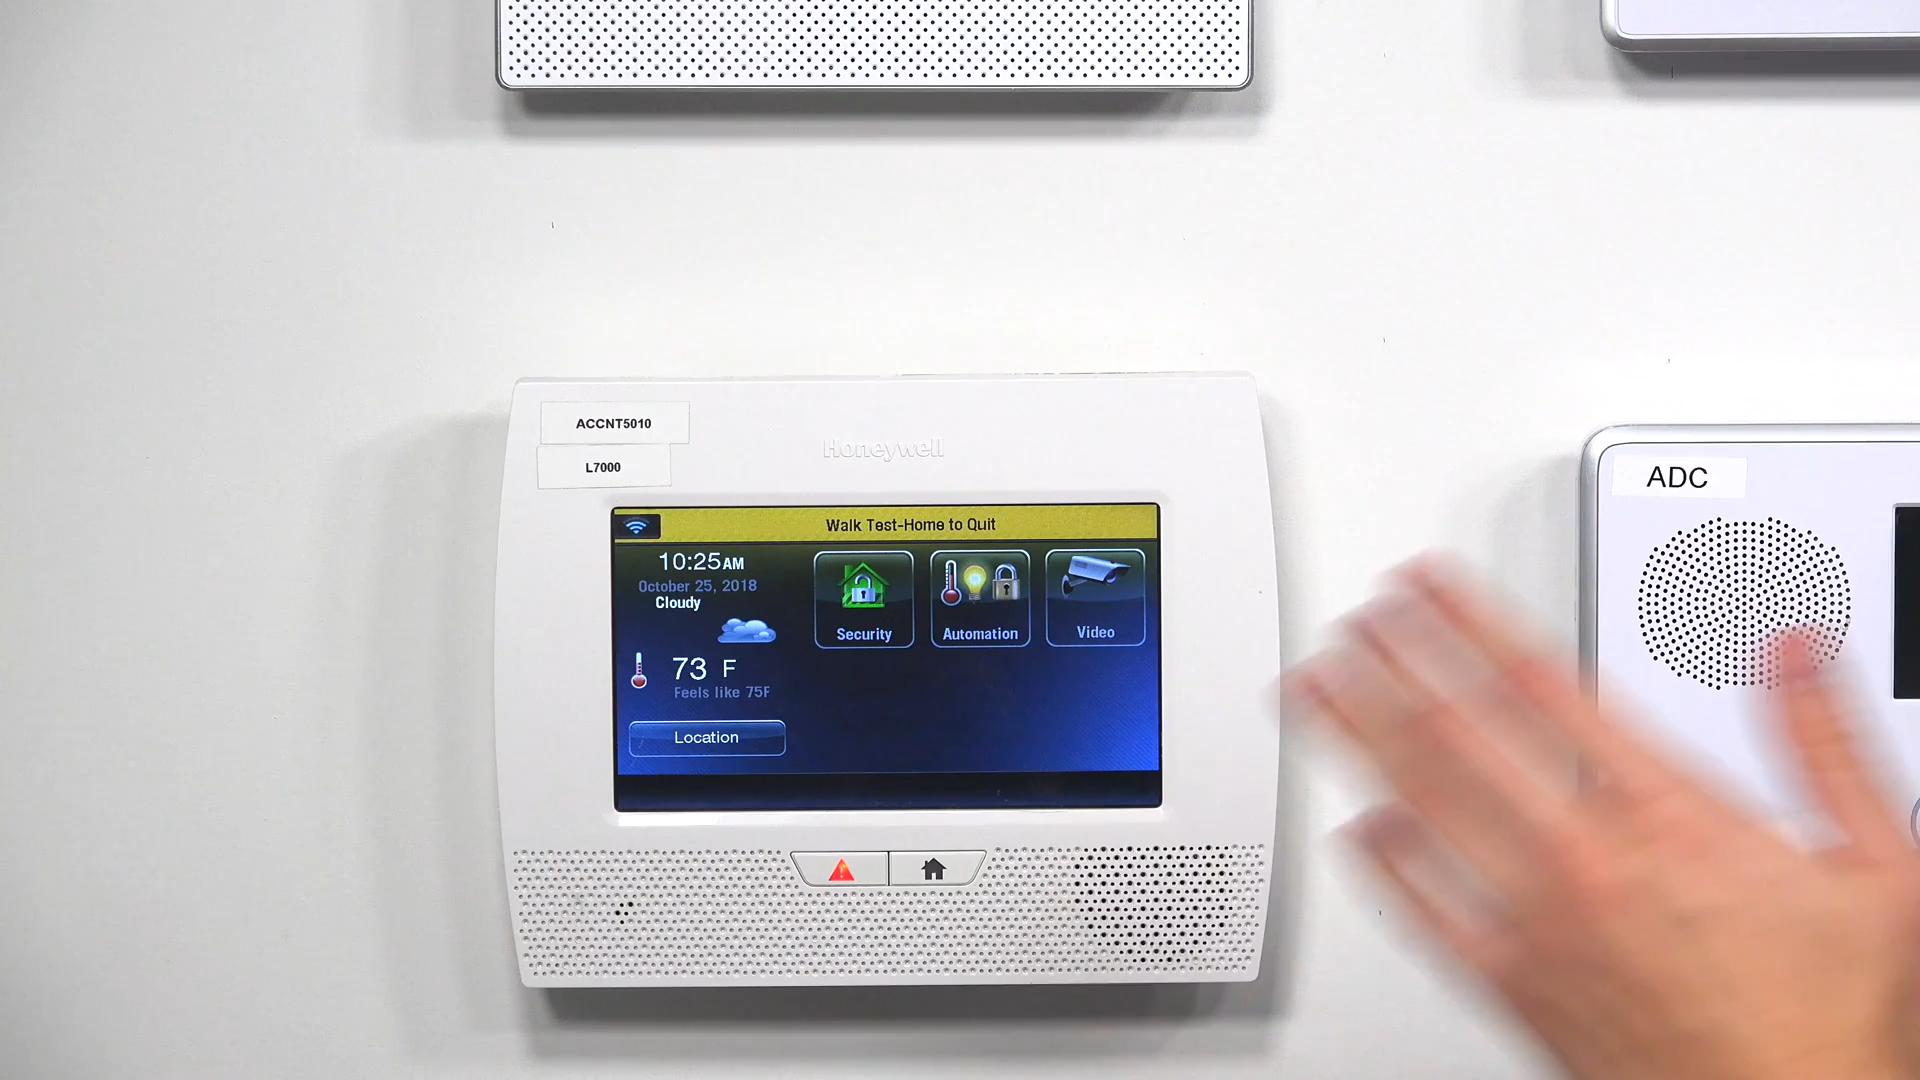 ACCNT5010
L7000
Honeywell
ADC
Walk Test-Home to Quit
10:25AM
October 25, 2018
Cloudy
73 F
Feels like 75F
Location
Security
Automation
Video